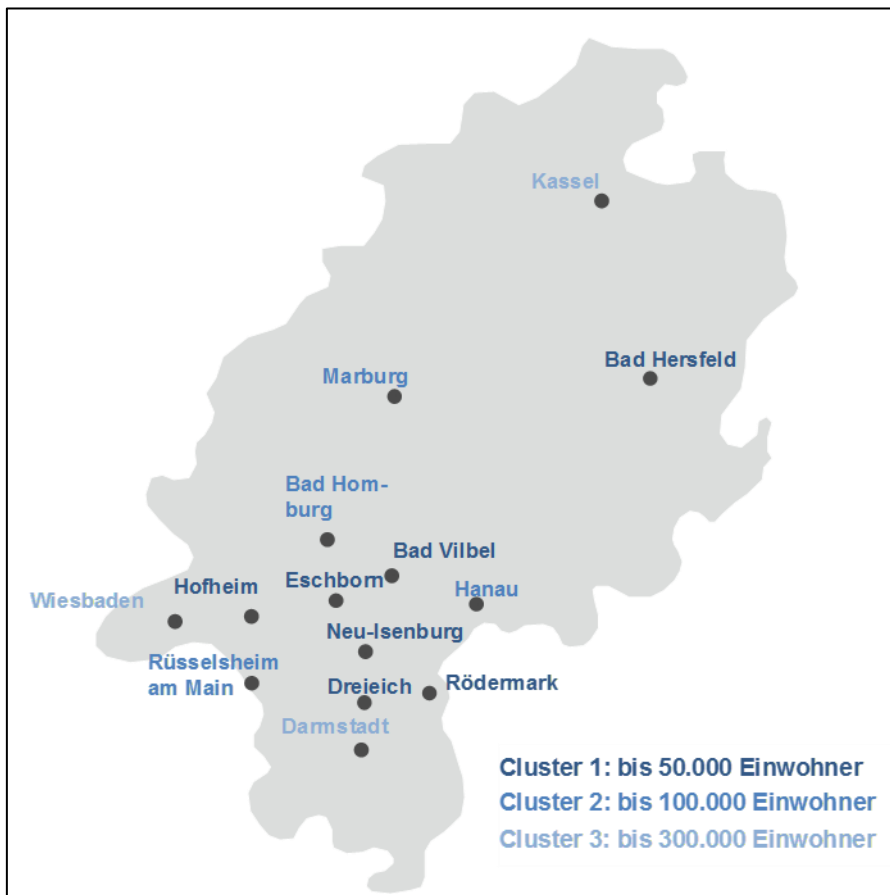 Kassel
Bad Hersfeld
Marburg
Bad Hom-
burg
Bad Vilbel
Eschborn
Hofheim
Hanau
Wiesbaden
Neu-Isenburg
Rüsselsheim
am Main
Dreieich
Rödermark
Darmstadt
Cluster 1: bis 50.000 Einwohner
Cluster 2: bis 100.000 Einwohner
Cluster 3: bis 300.000 Einwohner